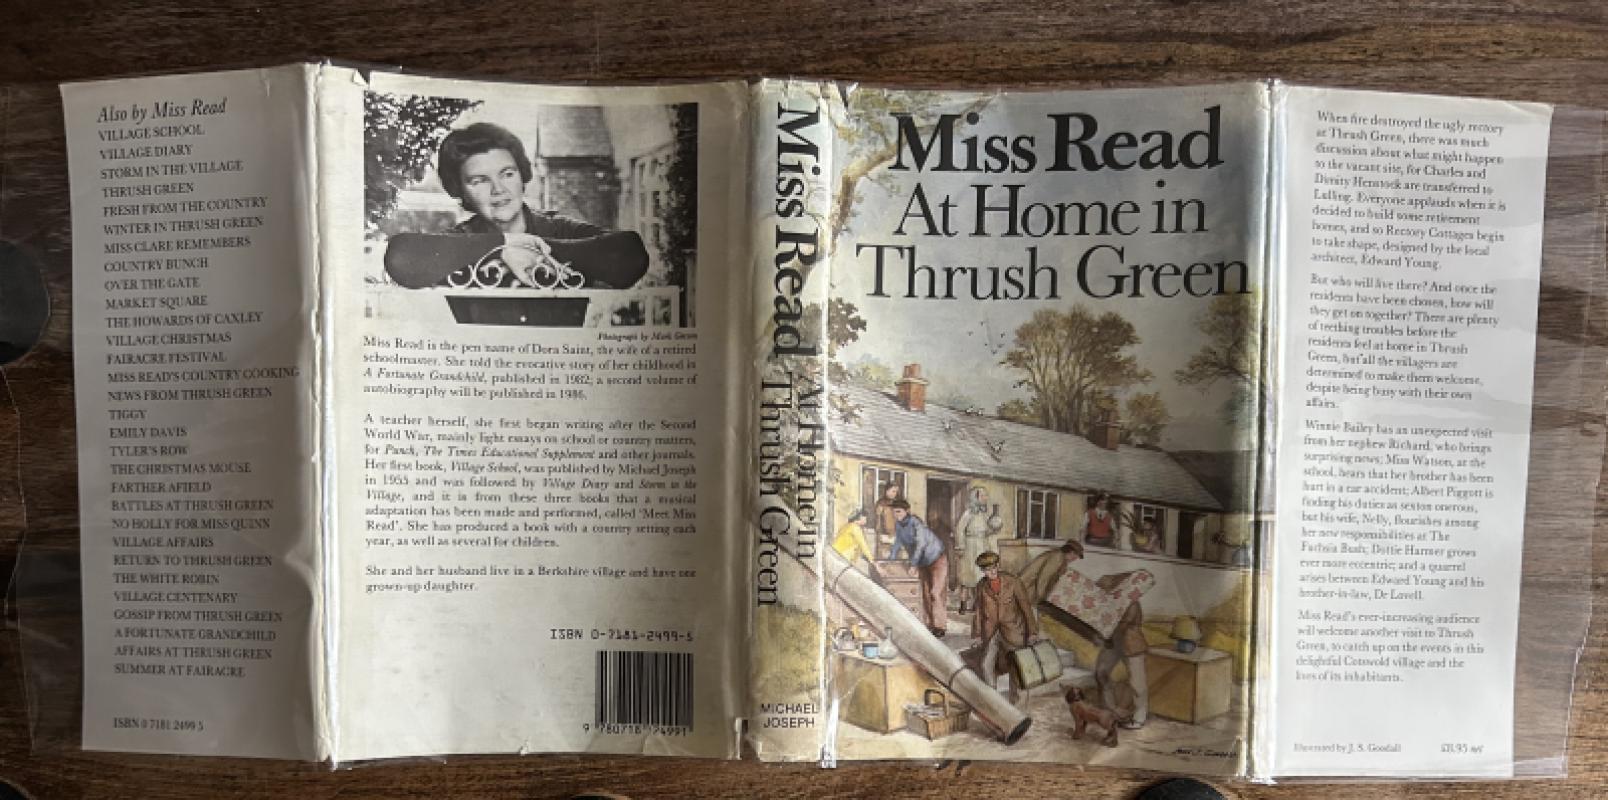 Also by Miss Read
VILLAGE SCHOOL
VILLAGE DIARY
STORM IN THE VILLAGE
THRUSH GREEN
FRESH FROM THE COUNTRY
WINTER IN THRUSH GREEN
MISS CLARE REMEMBERS
COUNTRY BUNCH
OVER THE GATE
MARKET SQUARE
THE HOWARDS OF CAXLEY
VILLAGE CHRISTMAS
FAIRACRE FESTIVAL
MISS READ'S COUNTRY COOKING
NEWS FROM THRUSH GREEN
TIGGY
EMILY DAVIS
TYLER'S ROW
THE CHRISTMAS MOUSE
FARTHER AFIELD
BATTLES AT THRUSH GREEN
NO HOLLY FOR MISS QUINN
VILLAGE AFFAIRS
RETURN TO THRUSH GREEN
THE WHITE ROBIN
VILLAGE CENTENARY
GOSSIP FROM THRUSH GREEN
A FORTUNATE GRANDCHILD
AFFAIRS AT THRUSH GREEN
SUMMER AT FAIRACRE
ISBN 0 7181 2499 5
Photograph by Mark Gerson
Miss Read is the pen name of Dora Saint, the wife of a retired
schoolmaster. She told the evocative story of her childhood in
A Fortunate Grandchild, published in 1982; a second volume of
autobiography will be published in 1986.
A teacher herself, she first began writing after the Second
World War, mainly light essays on school or country matters,
for Punch, The Times Educational Supplement and other journals.
Her first book, Village School, was published by Michael Joseph
in 1955 and was followed by Village Diary and Storm in the
Village, and it is from these three books that a musical
adaptation has been made and performed, called 'Meet Miss
Read'. She has produced a book with a country setting each
year, as well as several for children.
She and her husband live in a Berkshire village and have one
grown-up daughter.
ISBN 0-7181-2499-5
9 780718 124991
Miss Read At Home in Thrush Green
MICHAEL
JOSEPH
Miss Read
At Home in
Thrush Green
When fire destroyed the ugly rectory
at Thrush Green, there was much
discussion about what might happen
to the vacant site, for Charles and
Dimity Henstock are transferred to
Lulling. Everyone applauds when it is
decided to build some retirement
homes, and so Rectory Cottages begin
to take shape, designed by the local
architect, Edward Young.
But who will live there? And once the
residents have been chosen, how will
they get on together? There are plenty
of teething troubles before the
residents feel at home in Thrush
Green, but all the villagers are
determined to make them welcome,
despite being busy with their own
affairs.
Winnie Bailey has an unexpected visit
from her nephew Richard, who brings
surprising news; Miss Watson, at the
school, hears that her brother has been
hurt in a car accident; Albert Piggott is
finding his duties as sexton onerous,
but his wife, Nelly, flourishes among
her new responsibilities at The
Fuchsia Bush; Dottie Harmer grows
ever more eccentric; and a quarrel
arises between Edward Young and his
brother-in-law, Dr Lovell.
Miss Read's ever-increasing audience
will welcome another visit to Thrush
Green, to catch up on the events in this
delightful Cotswold village and the
lives of its inhabitants.
Illustrated by J. S. Goodall
£8.95 net